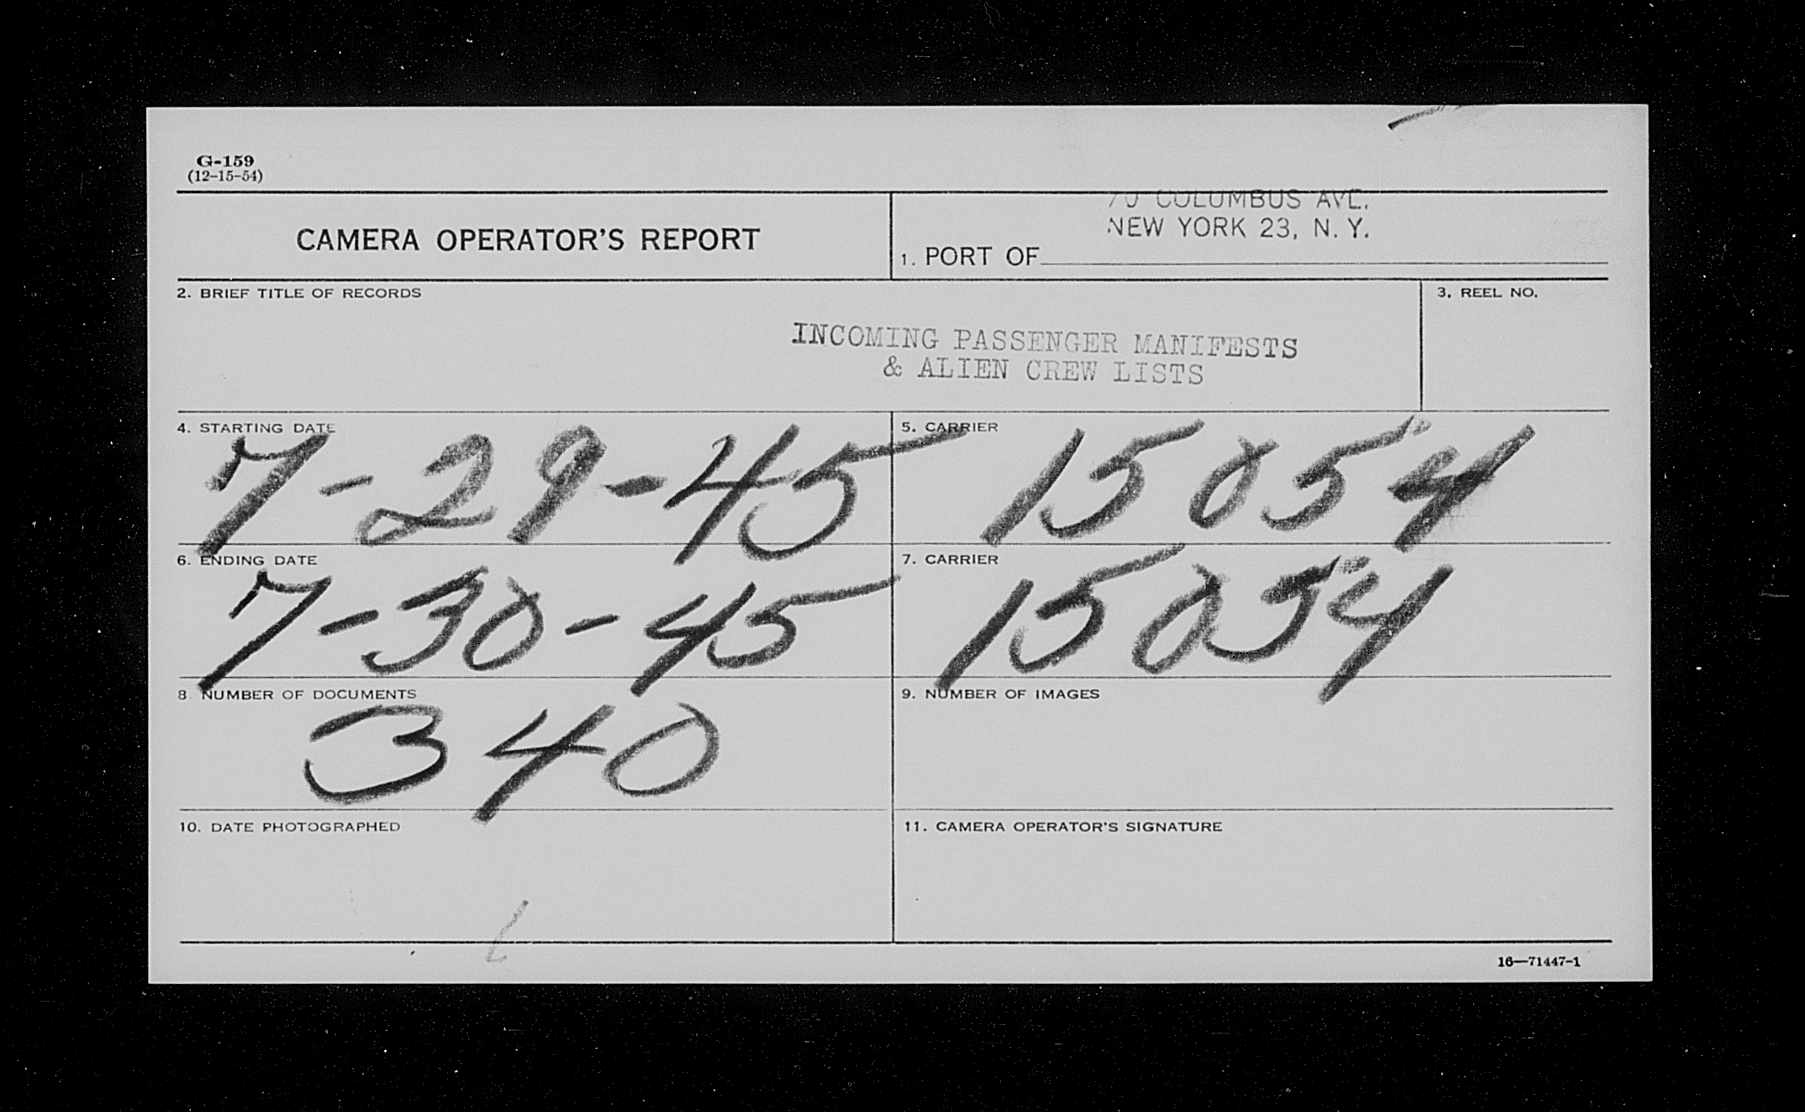 G-159
(12-15-54)
CAMERA OPERATOR'S REPORT
70 COLUMBUS AVE.
NEW YORK 23, N. Y.
1. PORT OF
2. BRIEF TITLE OF RECORDS
3. REEL NO.
INCOMING PASSENGER MANIFESTS
& ALIEN CREW LISTS
4. STARTING DATE
7-29-45
5. CARRIER
15054
6. ENDING DATE
7-30-45
7. CARRIER
15054
8 NUMBER OF DOCUMENTS
340
9. NUMBER OF IMAGES
10. DATE PHOTOGRAPHED
11. CAMERA OPERATOR'S SIGNATURE
16—71447-1